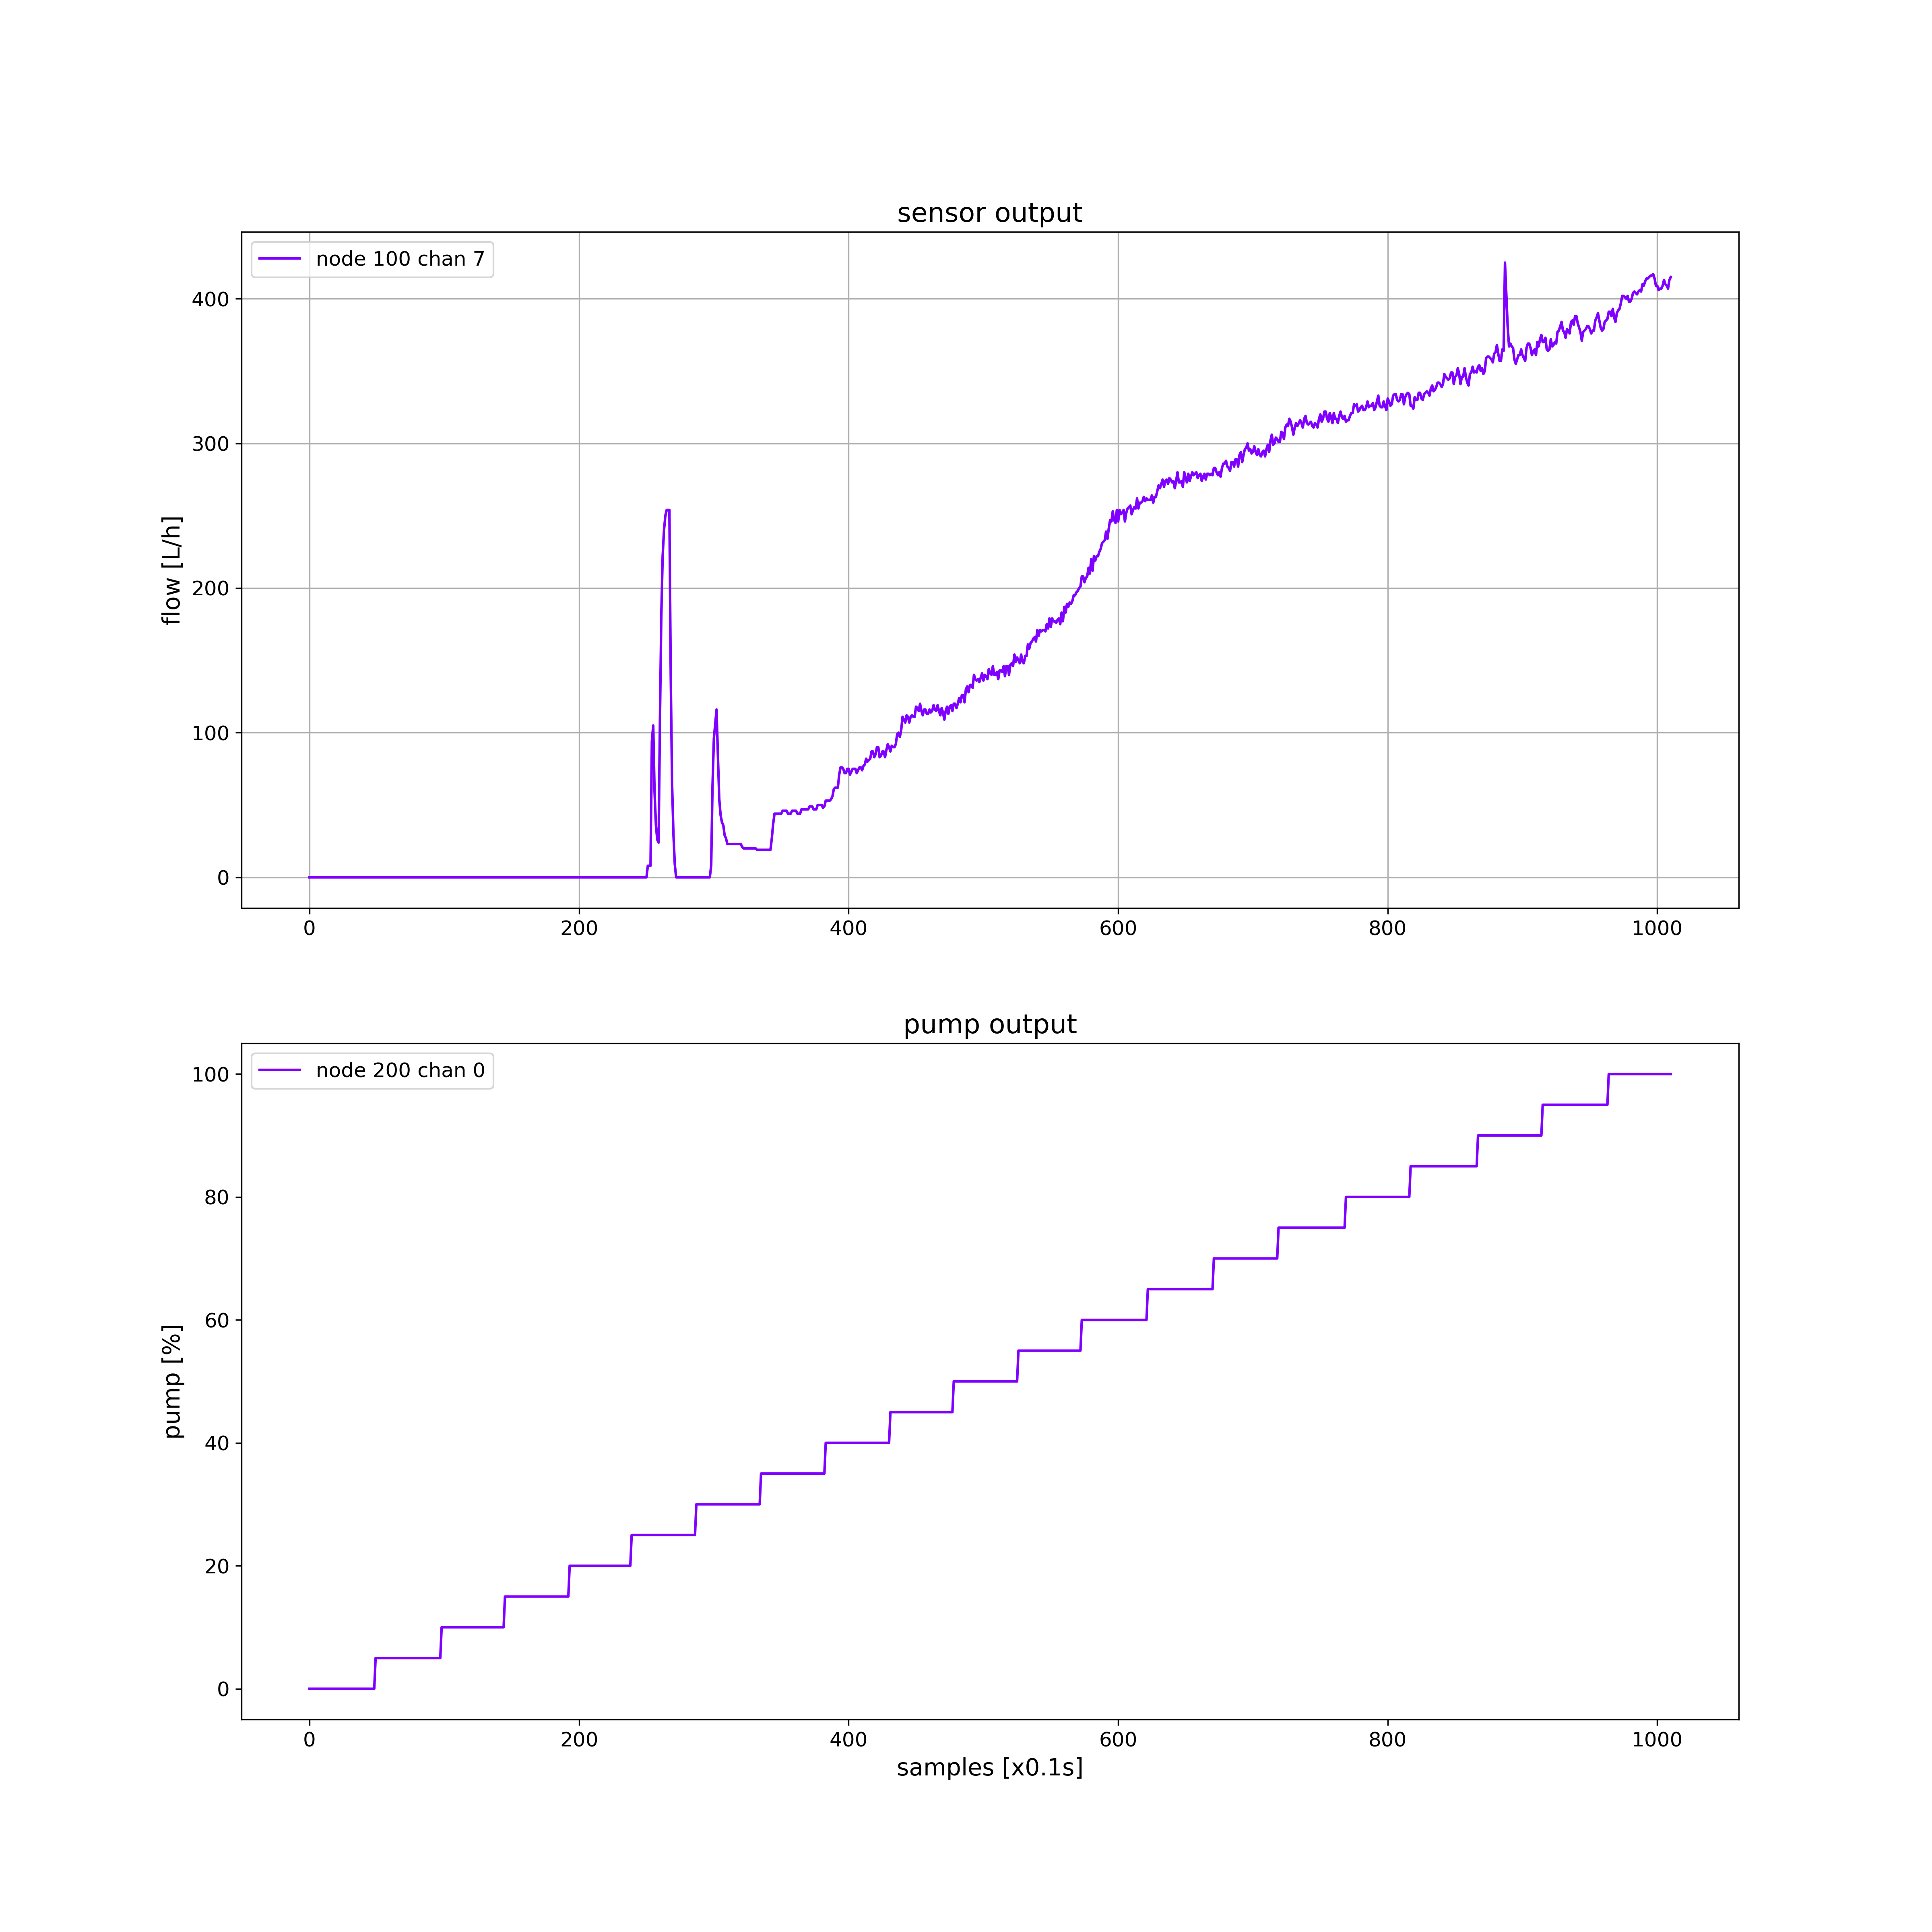 sensor output
node 100 chan 7
flow [L/h]
400
300
200
100
0
0 200 400 600 800 1000
pump output
node 200 chan 0
pump [%]
100
80
60
40
20
0
0 200 400 600 800 1000
samples [x0.1s]